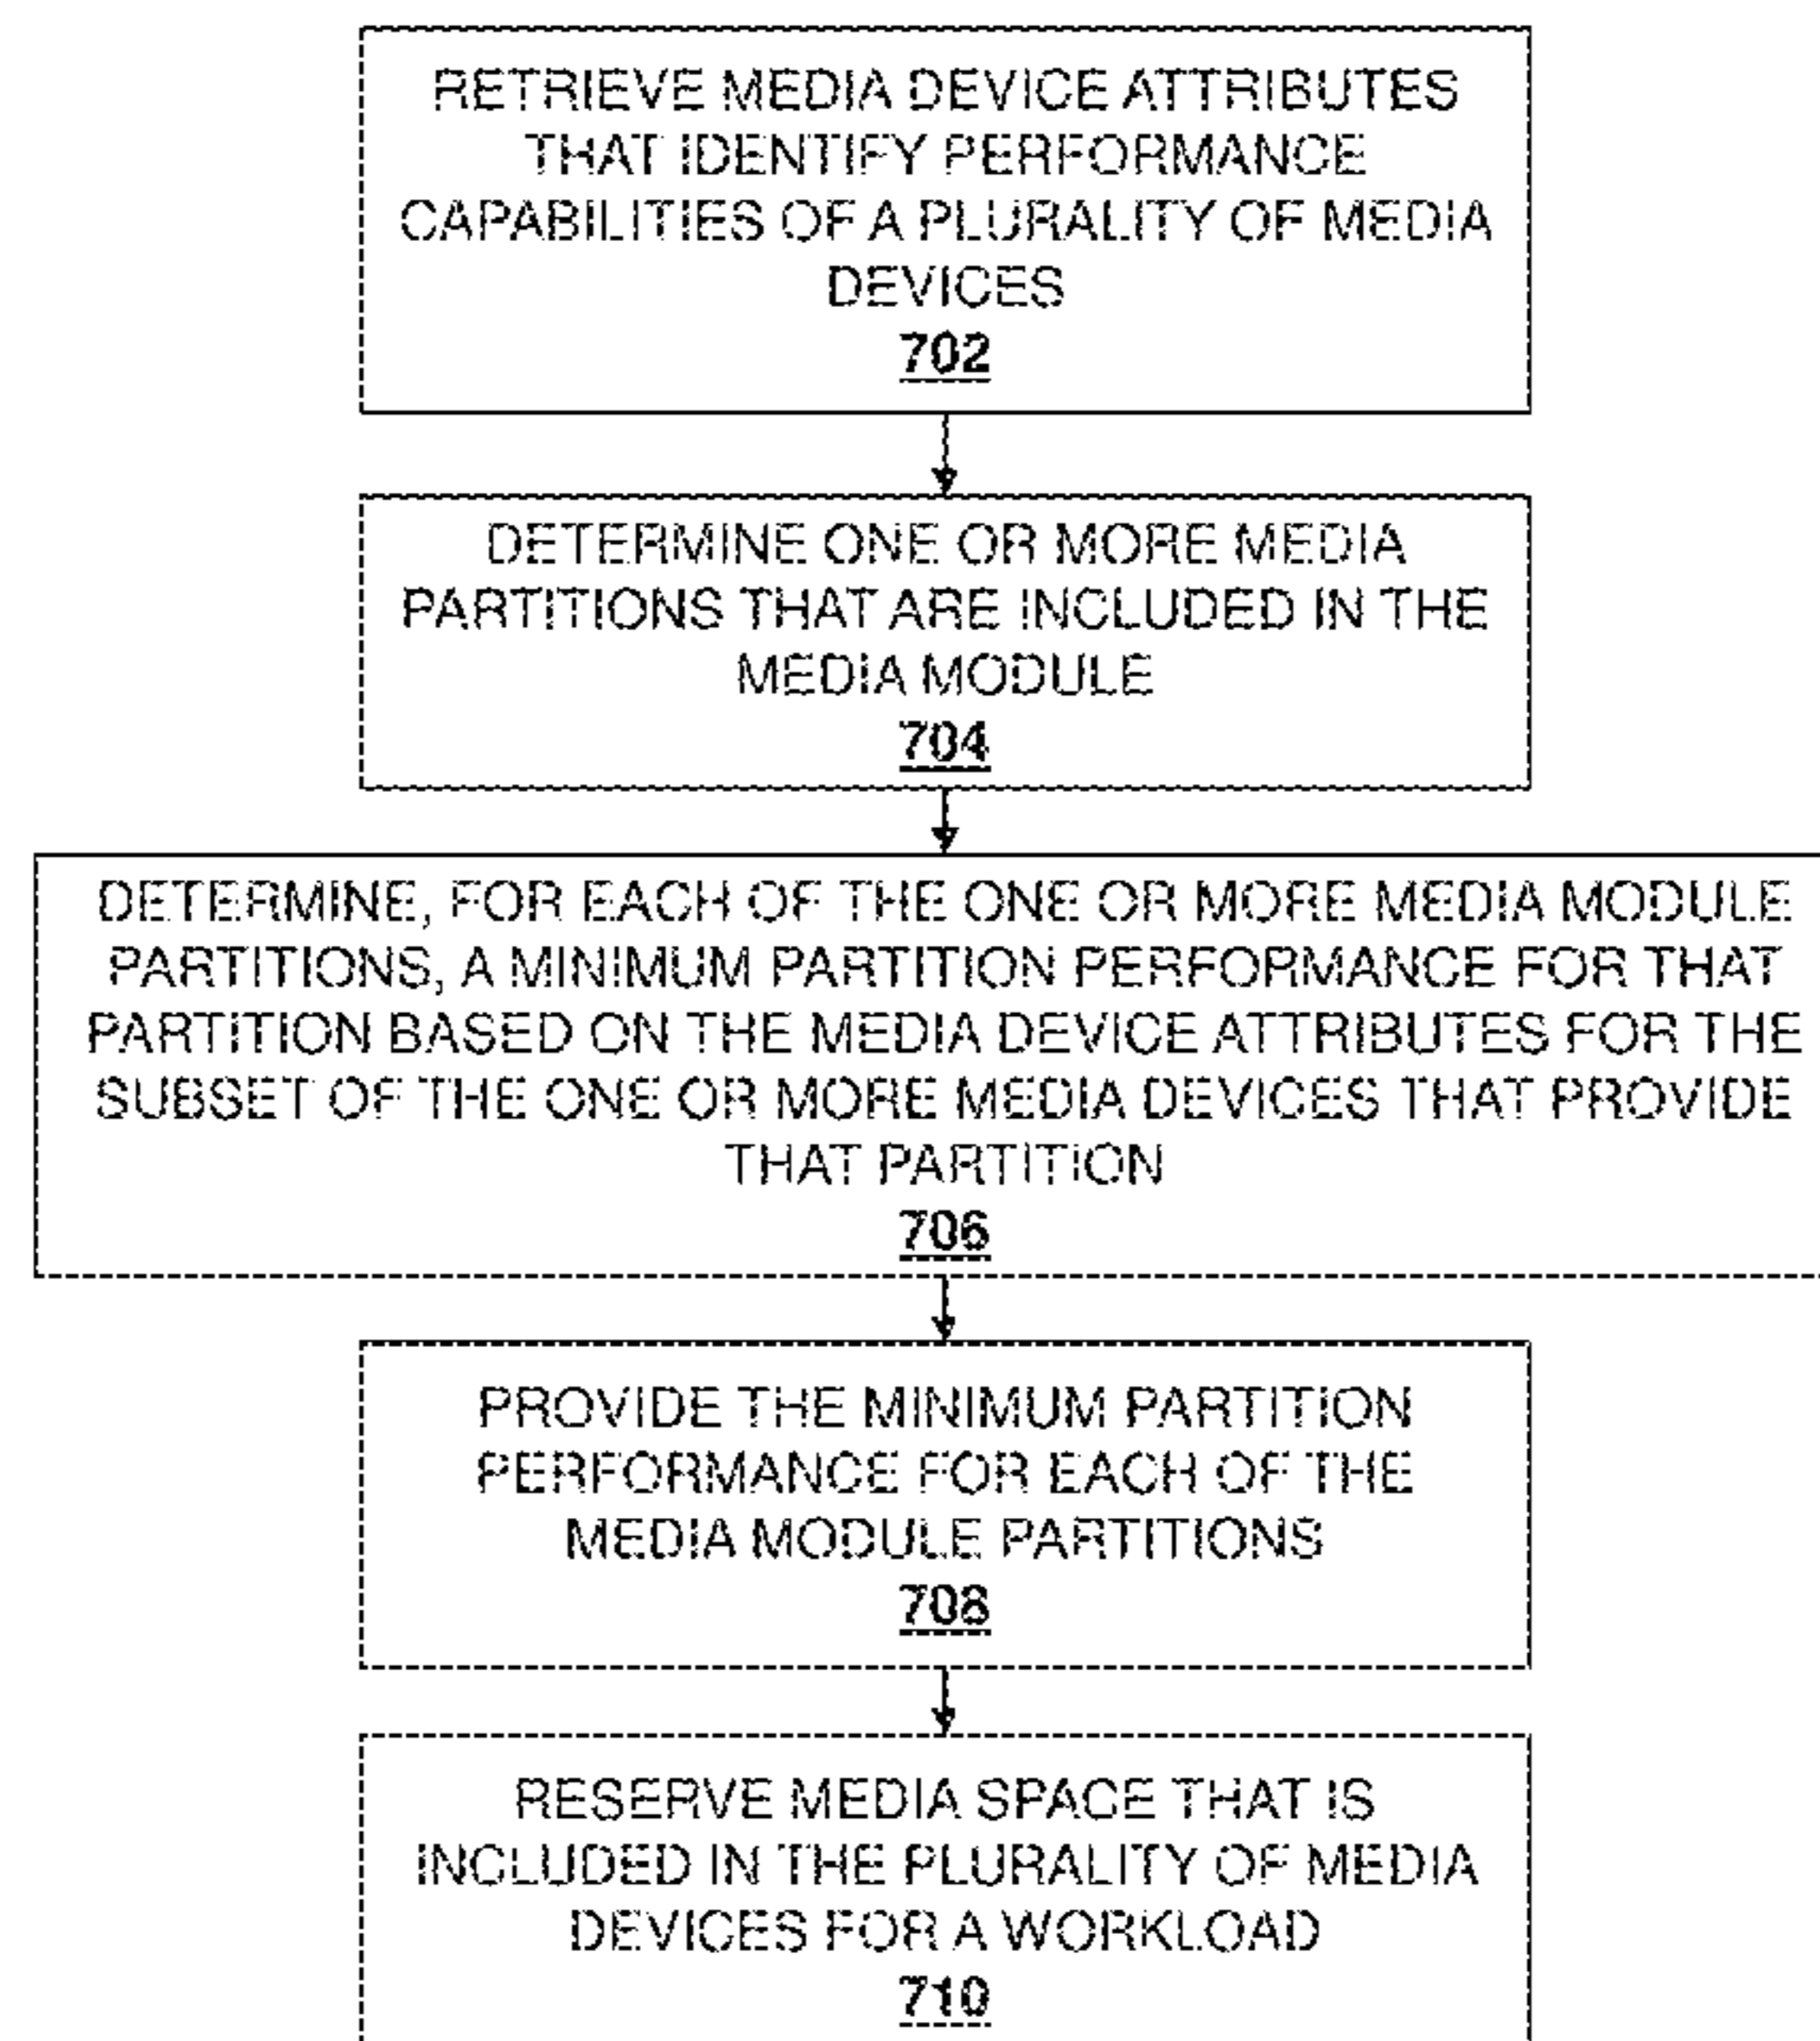 RETRIEVE MEDIA DEVICE ATTRIBUTES
THAT IDENTIFY PERFORMANCE
CAPABILITIES OF A PLURALITY OF MEDIA
DEVICES
702
DETERMINE ONE OR MORE MEDIA
PARTITIONS THAT ARE INCLUDED IN THE
MEDIA MODULE
704
DETERMINE, FOR EACH OF THE ONE OR MORE MEDIA MODULE
PARTITIONS, A MINIMUM PARTITION PERFORMANCE FOR THAT
PARTITION BASED ON THE MEDIA DEVICE ATTRIBUTES FOR THE
SUBSET OF THE ONE OR MORE MEDIA DEVICES THAT PROVIDE
THAT PARTITION
706
PROVIDE THE MINIMUM PARTITION
PERFORMANCE FOR EACH OF THE
MEDIA MODULE PARTITIONS
708
RESERVE MEDIA SPACE THAT IS
INCLUDED IN THE PLURALITY OF MEDIA
DEVICES FOR A WORKLOAD
710